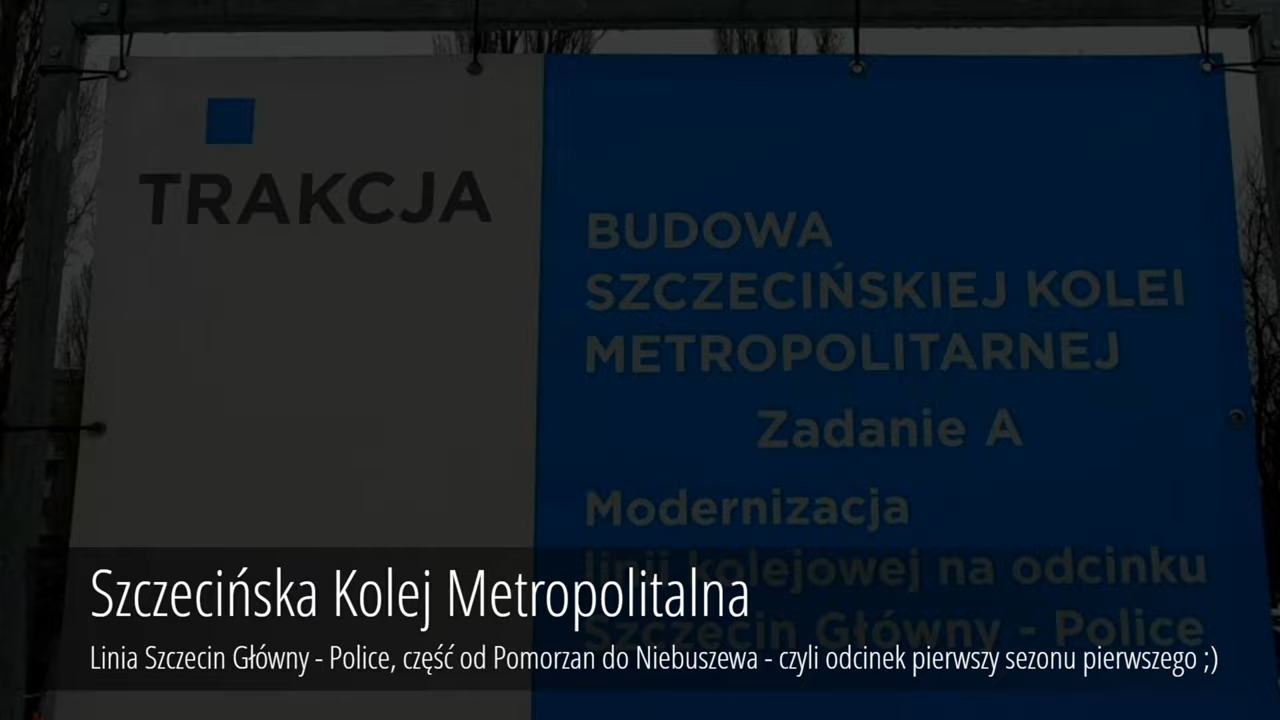 TRAKCJA
BUDOWA
SZCZECIŃSKIEJ KOLEI
METROPOLITARNEJ
Zadanie A
Modernizacja
linii kolejowej na odcinku
Szczecin Główny - Police
Szczecińska Kolej Metropolitalna
Linia Szczecin Główny - Police, część od Pomorzan do Niebuszewa - czyli odcinek pierwszy sezonu pierwszego ;)